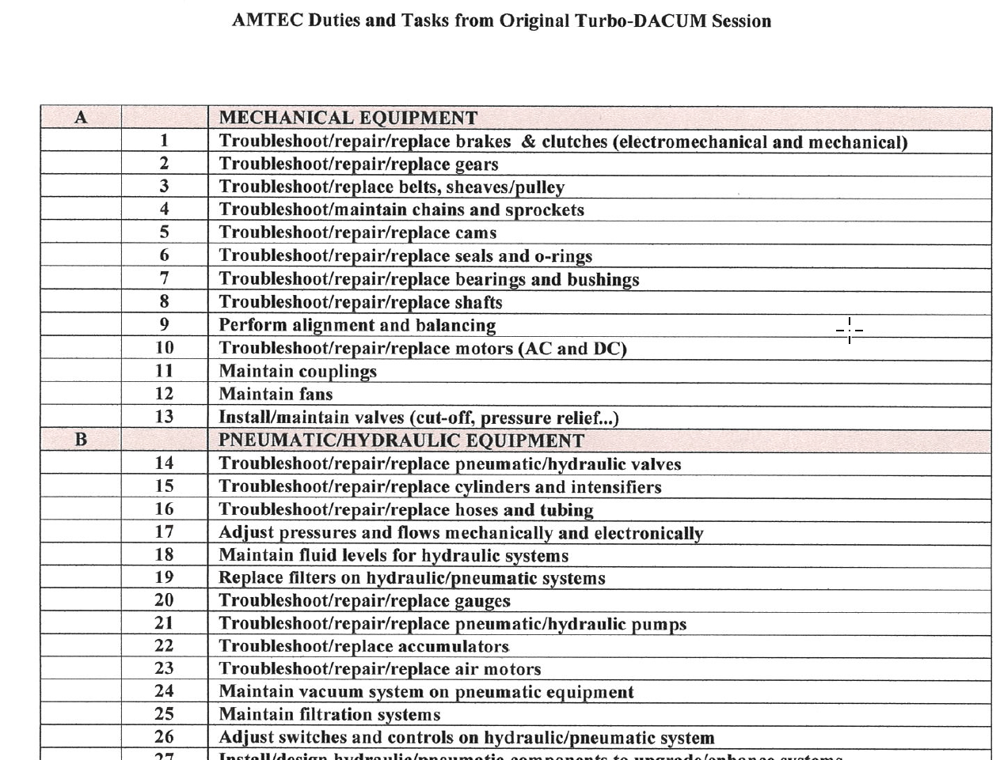 AMTEC Duties and Tasks from Original Turbo-DACUM Session
A MECHANICAL EQUIPMENT
1 Troubleshoot/repair/replace brakes & clutches (electromechanical and mechanical)
2 Troubleshoot/repair/replace gears
3 Troubleshoot/replace belts, sheaves/pulley
4 Troubleshoot/maintain chains and sprockets
5 Troubleshoot/repair/replace cams
6 Troubleshoot/repair/replace seals and o-rings
7 Troubleshoot/repair/replace bearings and bushings
8 Troubleshoot/repair/replace shafts
9 Perform alignment and balancing
10 Troubleshoot/repair/replace motors (AC and DC)
11 Maintain couplings
12 Maintain fans
13 Install/maintain valves (cut-off, pressure relief...)
B PNEUMATIC/HYDRAULIC EQUIPMENT
14 Troubleshoot/repair/replace pneumatic/hydraulic valves
15 Troubleshoot/repair/replace cylinders and intensifiers
16 Troubleshoot/repair/replace hoses and tubing
17 Adjust pressures and flows mechanically and electronically
18 Maintain fluid levels for hydraulic systems
19 Replace filters on hydraulic/pneumatic systems
20 Troubleshoot/repair/replace gauges
21 Troubleshoot/repair/replace pneumatic/hydraulic pumps
22 Troubleshoot/replace accumulators
23 Troubleshoot/repair/replace air motors
24 Maintain vacuum system on pneumatic equipment
25 Maintain filtration systems
26 Adjust switches and controls on hydraulic/pneumatic system
27 Install/design hydraulic/pneumatic components to upgrade/enhance systems